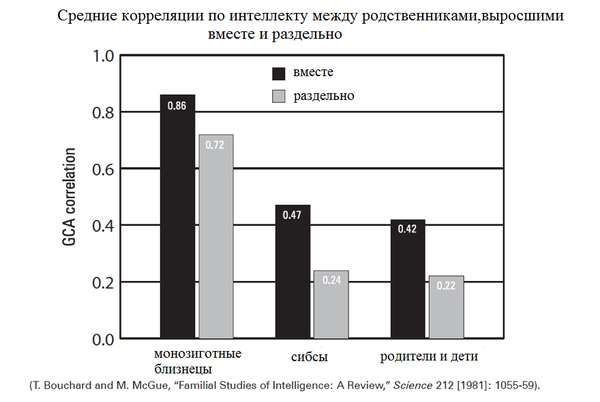 Средние корреляции по интеллекту между родственниками,выросшими
вместе и раздельно
1.0
вместе
раздельно
0.86
0.8
0.72
0.6
0.47
0.42
0.4
0.24
0.22
0.2
0.0
GCA correlation
монозиготные
близнецы
сибсы
родители и дети
(T. Bouchard and M. McGue, “Familial Studies of Intelligence: A Review,” Science 212 [1981]: 1055-59).